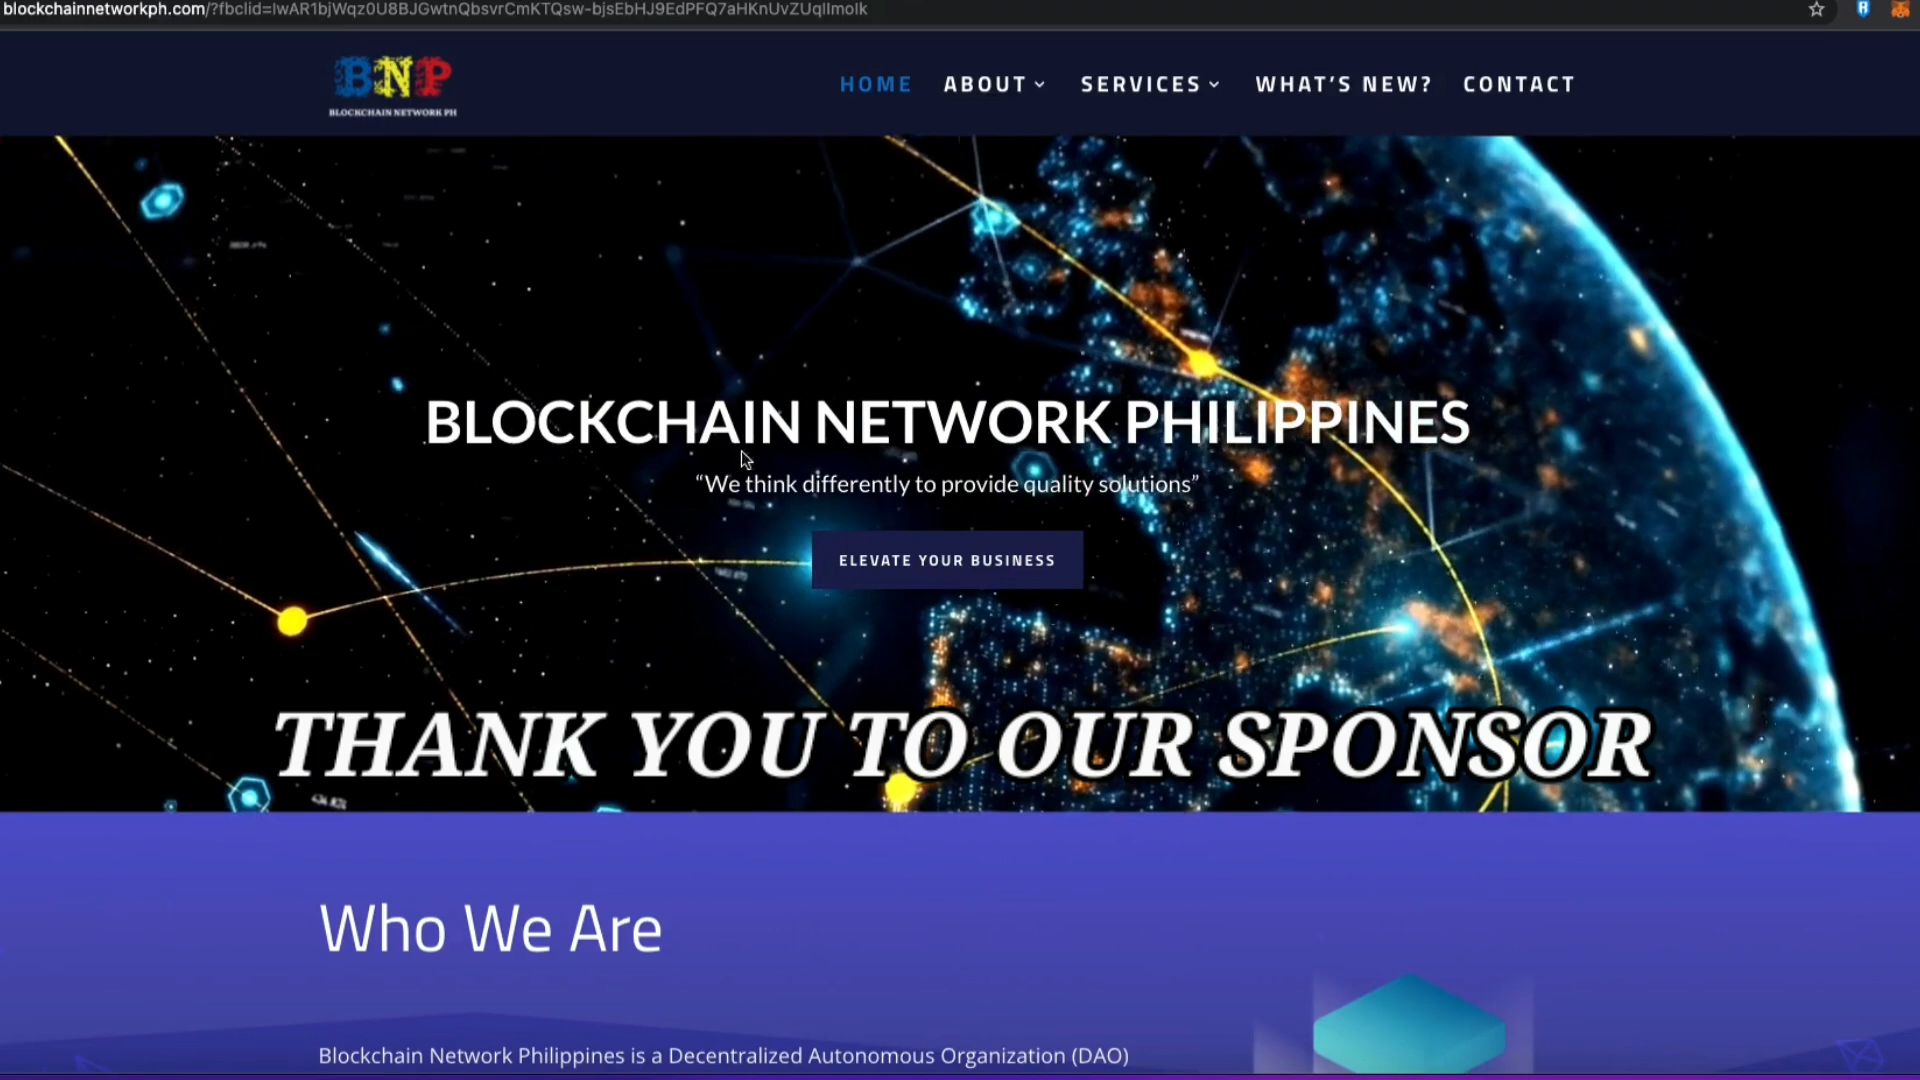 blockchainnetworkph.com/?fbclid=IwAR1bjWqz0U8BJGwtnQbsvrCmKTQsw-bjsEbHJ9EdPFQ7aHKnUvZUqlImolk
BNP
BLOCKCHAIN NETWORK PH
HOME ABOUT SERVICES WHAT'S NEW? CONTACT
BLOCKCHAIN NETWORK PHILIPPINES
“We think differently to provide quality solutions”
ELEVATE YOUR BUSINESS
THANK YOU TO OUR SPONSOR
Who We Are
Blockchain Network Philippines is a Decentralized Autonomous Organization (DAO)